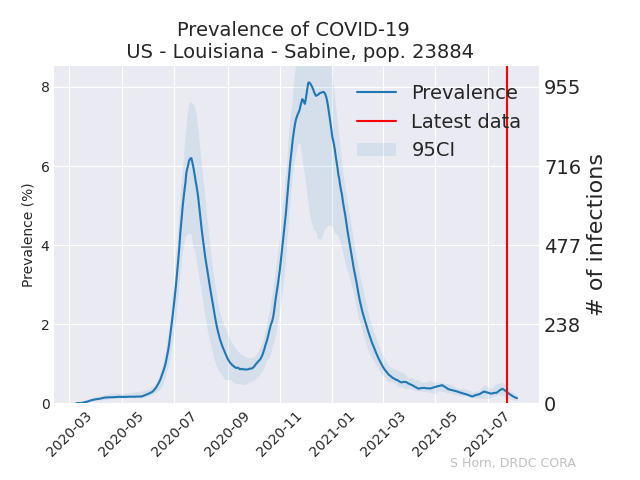 Prevalence of COVID-19
US - Louisiana - Sabine, pop. 23884
Prevalence
Latest data
95CI
Prevalence (%)
8
6
4
2
0
955
716
477
238
0
# of infections
2020-03
2020-05
2020-07
2020-09
2020-11
2021-01
2021-03
2021-05
2021-07
S Horn, DRDC CORA